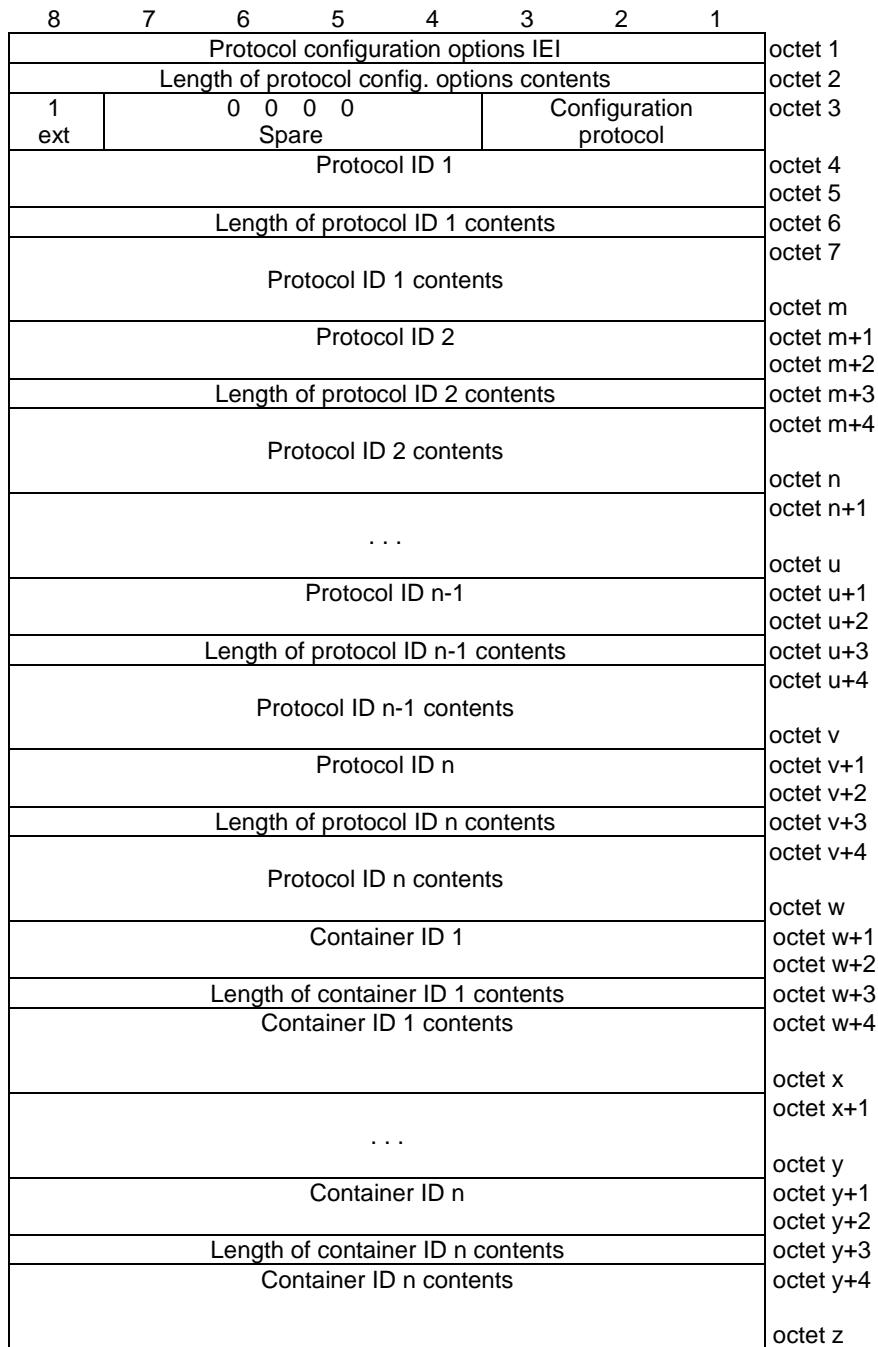 8 7 6 5 4 3 2 1
Protocol configuration options IEI octet 1
Length of protocol config. options contents octet 2
1 0 0 0 0 Configuration octet 3
ext Spare protocol
Protocol ID 1 octet 4
octet 5
Length of protocol ID 1 contents octet 6
octet 7
Protocol ID 1 contents
octet m
Protocol ID 2 octet m+1
octet m+2
Length of protocol ID 2 contents octet m+3
octet m+4
Protocol ID 2 contents
octet n
octet n+1
. . .
octet u
Protocol ID n-1 octet u+1
octet u+2
Length of protocol ID n-1 contents octet u+3
octet u+4
Protocol ID n-1 contents
octet v
Protocol ID n octet v+1
octet v+2
Length of protocol ID n contents octet v+3
octet v+4
Protocol ID n contents
octet w
Container ID 1 octet w+1
octet w+2
Length of container ID 1 contents octet w+3
Container ID 1 contents octet w+4
octet x
octet x+1
. . .
octet y
Container ID n octet y+1
octet y+2
Length of container ID n contents octet y+3
Container ID n contents octet y+4
octet z